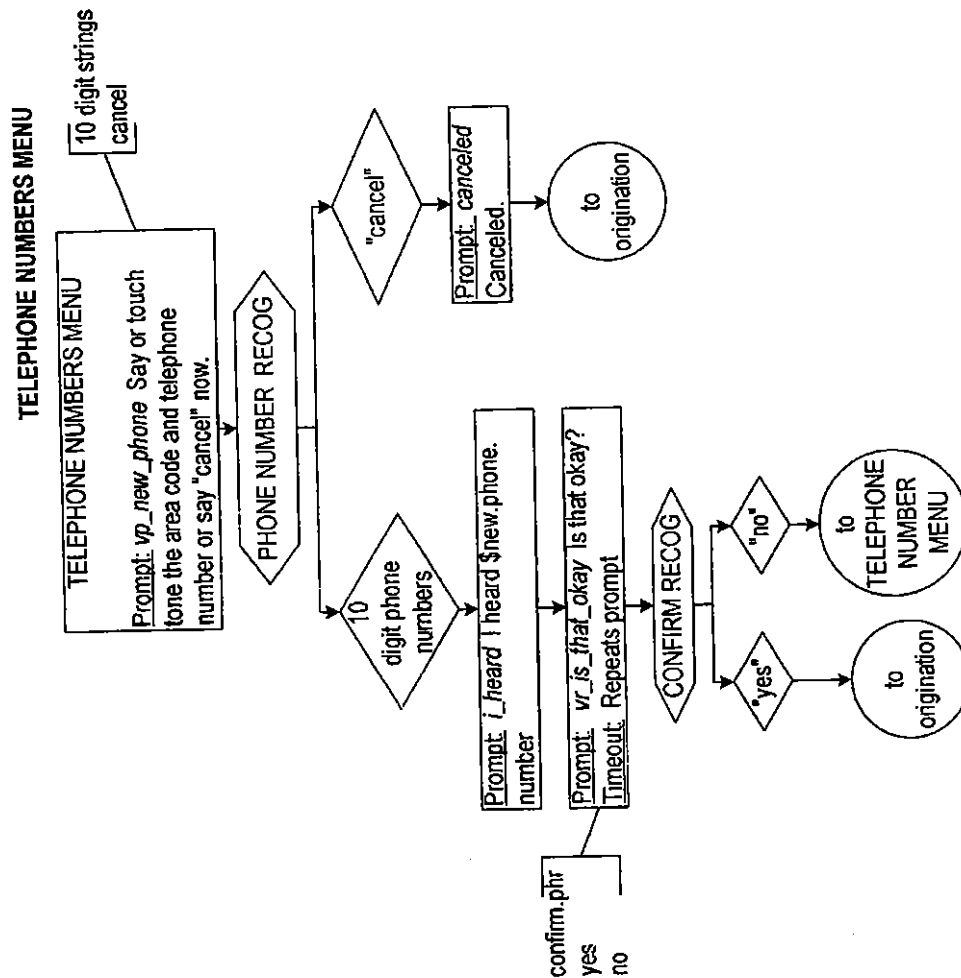 TELEPHONE NUMBERS MENU
10 digit strings
cancel
TELEPHONE NUMBERS MENU
Prompt: vp_new_phone Say or touch
tone the area code and telephone
number or say "cancel" now.
PHONE NUMBER RECOG
10
digit phone
numbers
"cancel"
Prompt: i_heard I heard $new.phone.
number
Prompt: canceled
Canceled.
Prompt: vr_is_that_okay Is that okay?
Timeout: Repeats prompt
to
origination
confirm.phr
yes
no
CONFIRM RECOG
"yes"
"no"
to
origination
to
TELEPHONE
NUMBER
MENU